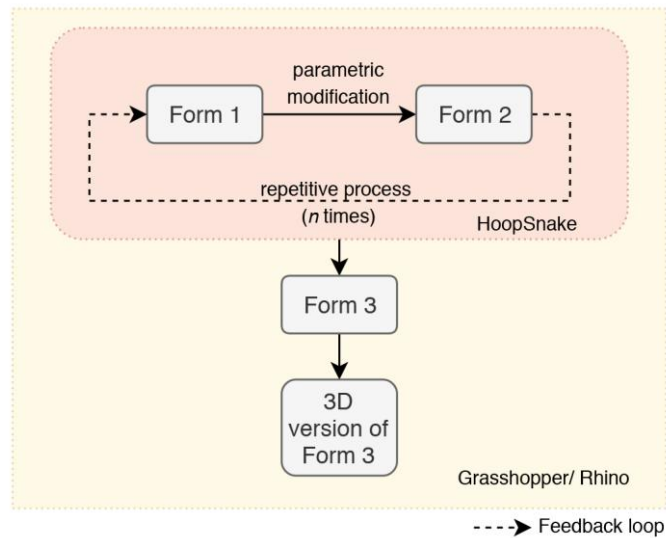 parametric
modification
Form 1
Form 2
repetitive process
(n times)
HoopSnake
Form 3
3D
version of
Form 3
Grasshopper/ Rhino
Feedback loop